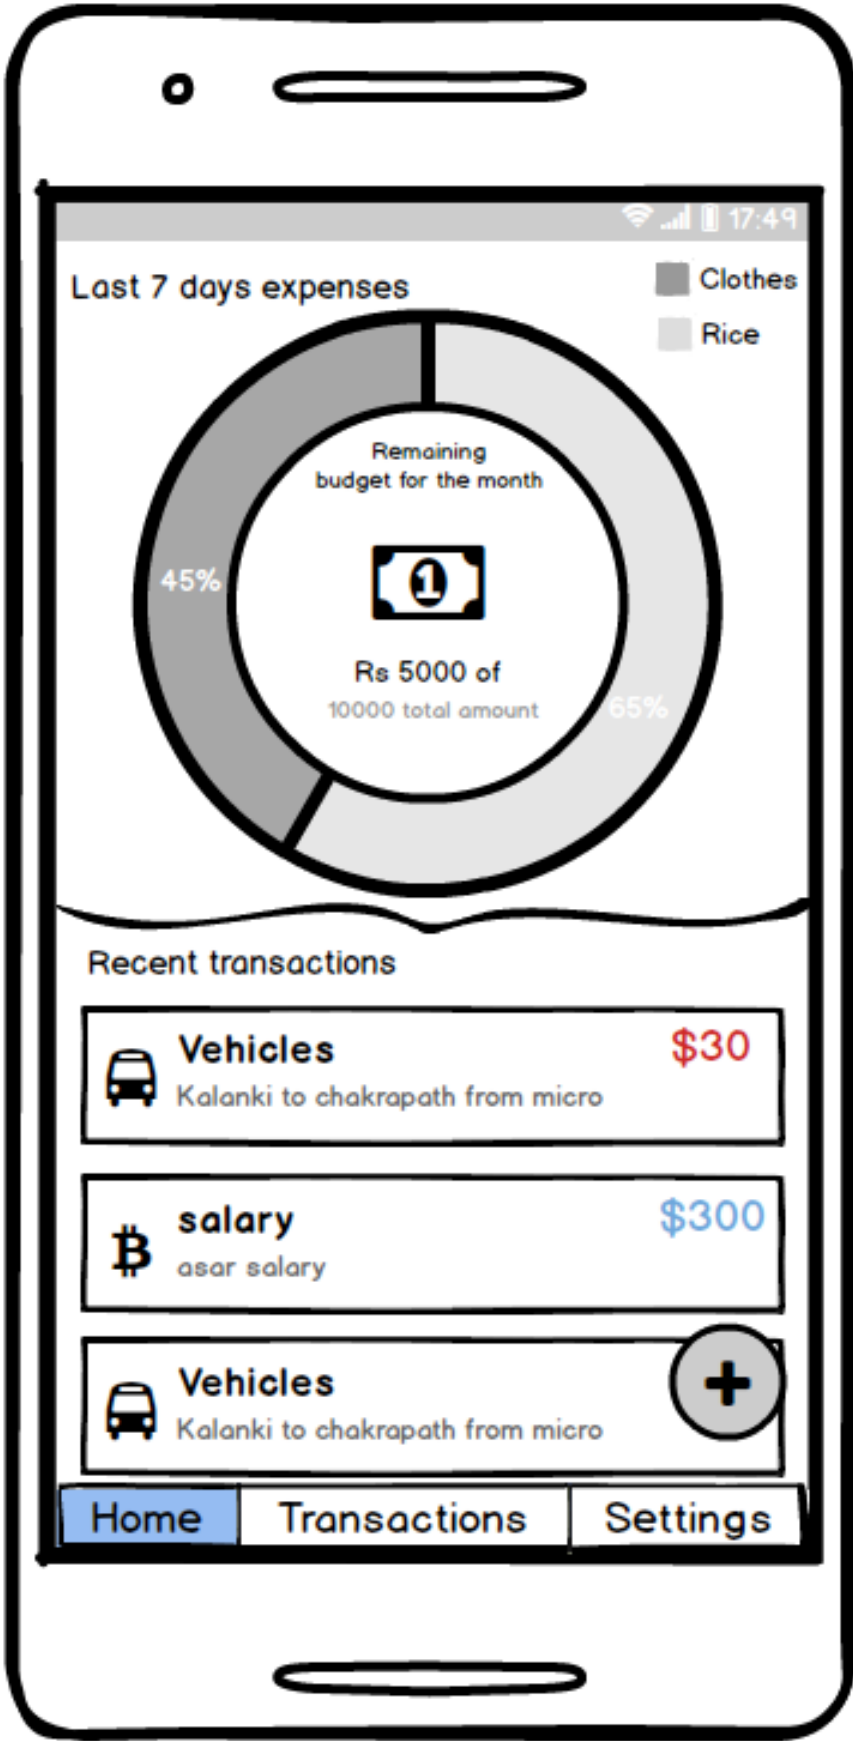 17:49
Last 7 days expenses
Clothes
Rice
Remaining
budget for the month
1
45%
Rs 5000 of
10000 total amount
65%
Recent transactions
Vehicles
$30
Kalanki to chakrapath from micro
salary
$300
asar salary
Vehicles
+
Kalanki to chakrapath from micro
Home
Transactions
Settings